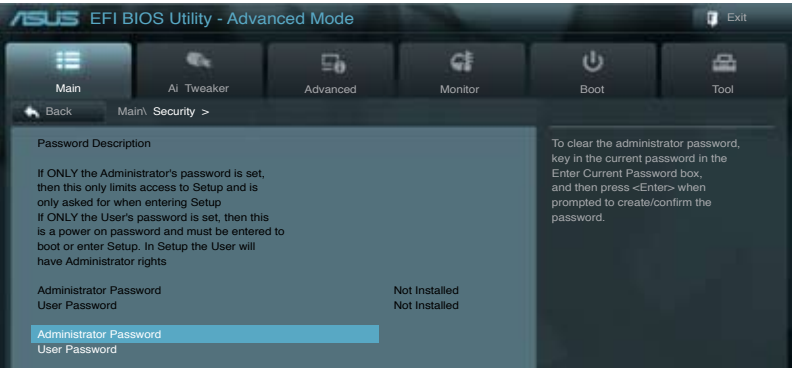 ASUS EFI BIOS Utility - Advanced Mode
Exit
Main
Ai Tweaker
Advanced
Monitor
Boot
Tool
Back
Main\ Security >
Password Description
If ONLY the Administrator's password is set,
then this only limits access to Setup and is
only asked for when entering Setup
If ONLY the User's password is set, then this
is a power on password and must be entered to
boot or enter Setup. In Setup the User will
have Administrator rights
Administrator Password Not Installed
User Password Not Installed
Administrator Password
User Password
To clear the administrator password,
key in the current password in the
Enter Current Password box,
and then press <Enter> when
prompted to create/confirm the
password.